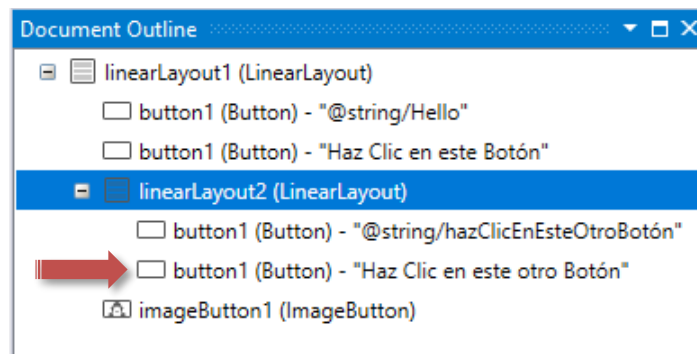 Document Outline
linearLayout1 (LinearLayout)
button1 (Button) - "@string/Hello"
button1 (Button) - "Haz Clic en este Botón"
linearLayout2 (LinearLayout)
button1 (Button) - "@string/hazClicEnEsteOtroBotón"
button1 (Button) - "Haz Clic en este otro Botón"
imageButton1 (ImageButton)